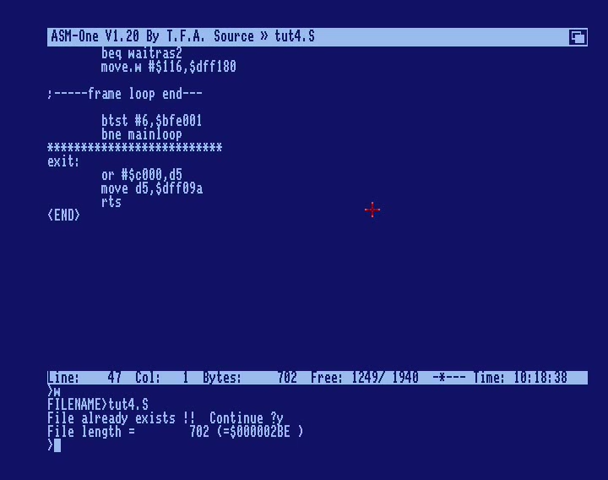 ASM-One V1.20 By T.F.A. Source » tut4.S
beq waitras2
move.w #$116,$dff180
;-----frame loop end---
btst #6,$bfe001
bne mainloop
**************************
exit:
or #$c000,d5
move d5,$dff09a
rts
<END>
Line: 47 Col: 1 Bytes: 702 Free: 1249/ 1940 -*--- Time: 10:18:38
>w
FILENAME>tut4.S
File already exists !! Continue ?y
File length = 702 (=$000002BE )
>